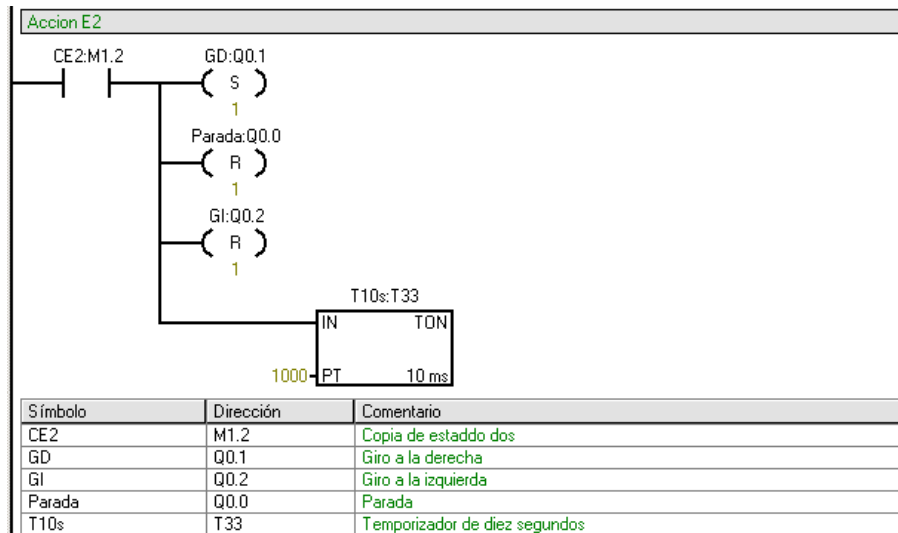 Accion E2
CE2:M1.2 GD:Q0.1
S
1
Parada:Q0.0
R
1
GI:Q0.2
R
1
T10s:T33
IN TON
1000 PT 10 ms
Símbolo Dirección Comentario
CE2 M1.2 Copia de estaddo dos
GD Q0.1 Giro a la derecha
GI Q0.2 Giro a la izquierda
Parada Q0.0 Parada
T10s T33 Temporizador de diez segundos